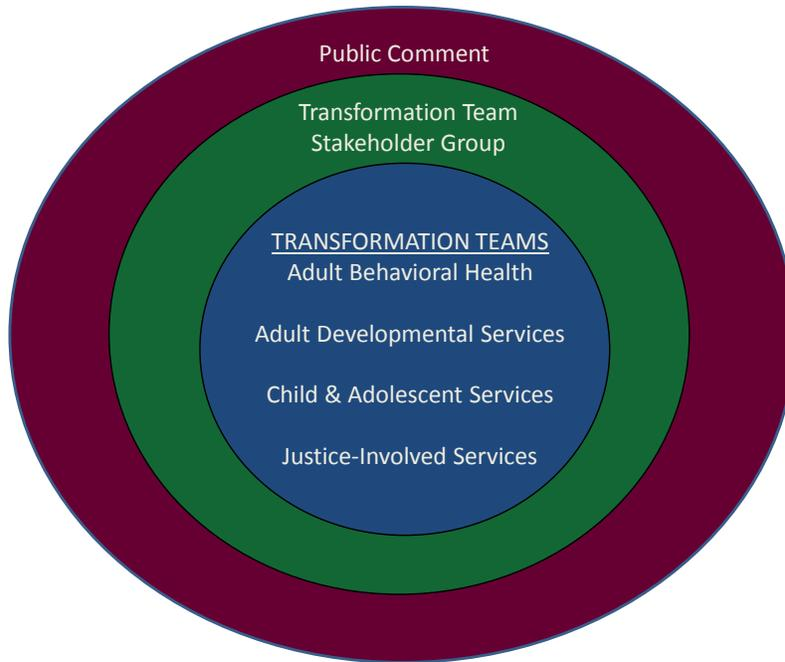 Public Comment
Transformation Team
Stakeholder Group
TRANSFORMATION TEAMS
Adult Behavioral Health
Adult Developmental Services
Child & Adolescent Services
Justice-Involved Services